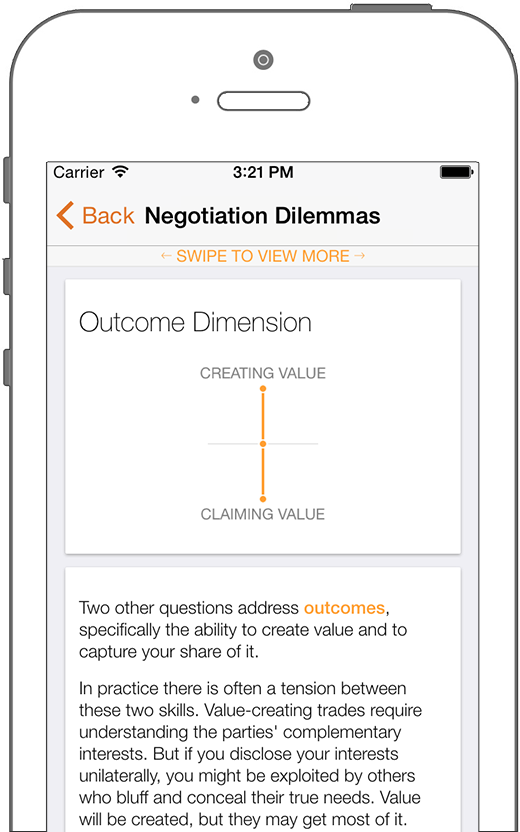 Carrier 3:21 PM
Back Negotiation Dilemmas
← SWIPE TO VIEW MORE →
Outcome Dimension
CREATING VALUE
CLAIMING VALUE
Two other questions address outcomes,
specifically the ability to create value and to
capture your share of it.
In practice there is often a tension between
these two skills. Value-creating trades require
understanding the parties' complementary
interests. But if you disclose your interests
unilaterally, you might be exploited by others
who bluff and conceal their true needs. Value
will be created, but they may get most of it.